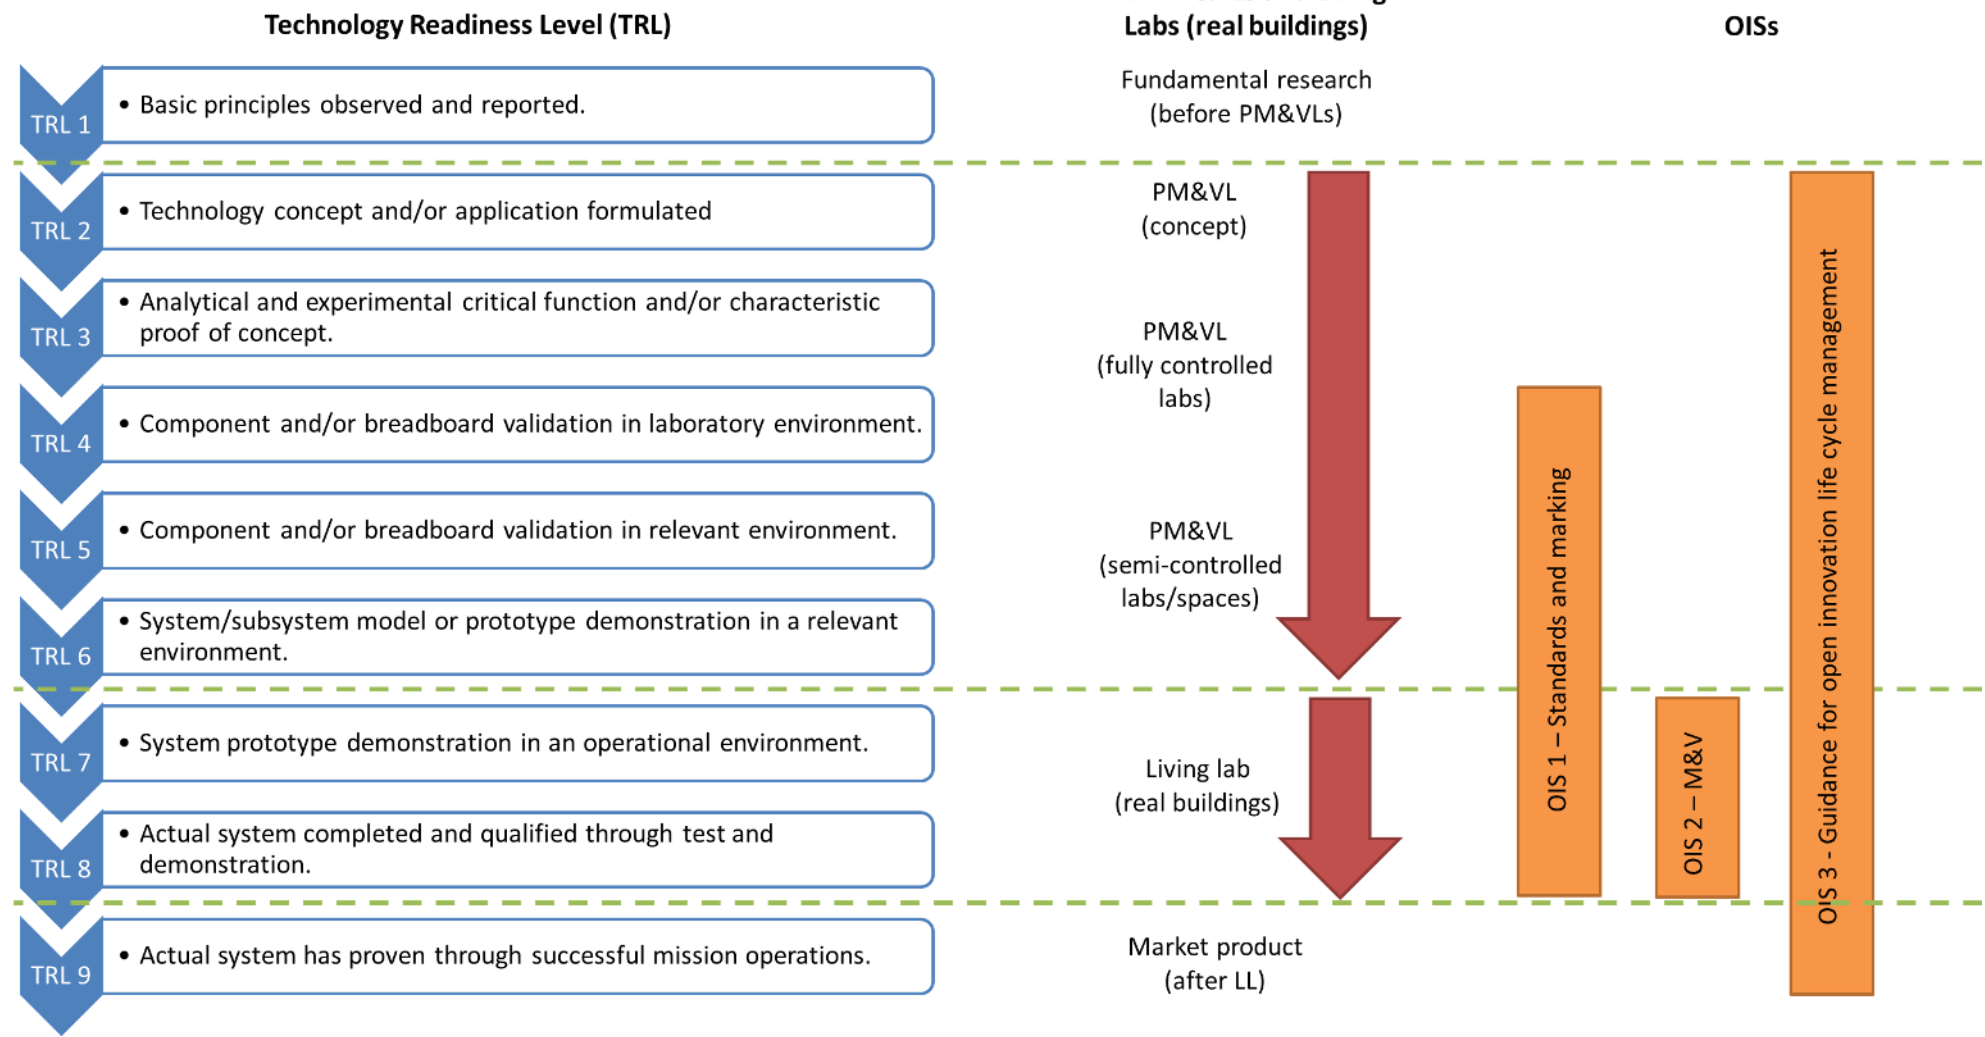 Technology Readiness Level (TRL)
Labs (real buildings)
OISs
TRL 1
• Basic principles observed and reported.
Fundamental research
(before PM&VLs)
TRL 2
• Technology concept and/or application formulated
PM&VL
(concept)
TRL 3
• Analytical and experimental critical function and/or characteristic
proof of concept.
PM&VL
(fully controlled
labs)
TRL 4
• Component and/or breadboard validation in laboratory environment.
TRL 5
• Component and/or breadboard validation in relevant environment.
PM&VL
(semi-controlled
labs/spaces)
TRL 6
• System/subsystem model or prototype demonstration in a relevant
environment.
TRL 7
• System prototype demonstration in an operational environment.
Living lab
(real buildings)
TRL 8
• Actual system completed and qualified through test and
demonstration.
TRL 9
• Actual system has proven through successful mission operations.
Market product
(after LL)
OIS 1 – Standards and marking
OIS 2 – M&V
OIS 3 - Guidance for open innovation life cycle management